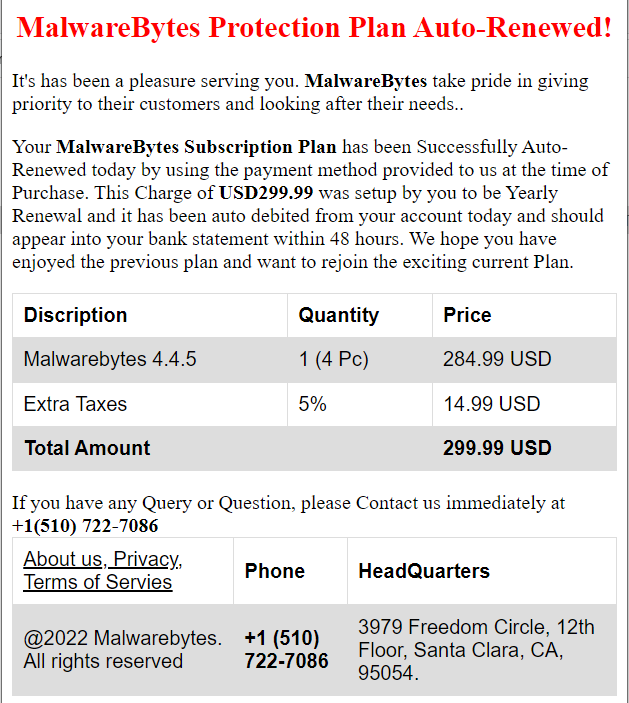 MalwareBytes Protection Plan Auto-Renewed!
It's has been a pleasure serving you. MalwareBytes take pride in giving
priority to their customers and looking after their needs..
Your MalwareBytes Subscription Plan has been Successfully Auto-
Renewed today by using the payment method provided to us at the time of
Purchase. This Charge of USD299.99 was setup by you to be Yearly
Renewal and it has been auto debited from your account today and should
appear into your bank statement within 48 hours. We hope you have
enjoyed the previous plan and want to rejoin the exciting current Plan.
Discription Quantity Price
Malwarebytes 4.4.5 1 (4 Pc) 284.99 USD
Extra Taxes 5% 14.99 USD
Total Amount 299.99 USD
If you have any Query or Question, please Contact us immediately at
+1(510) 722-7086
About us, Privacy,
Terms of Servies
Phone
HeadQuarters
@2022 Malwarebytes.
All rights reserved
+1 (510)
722-7086
3979 Freedom Circle, 12th
Floor, Santa Clara, CA,
95054.